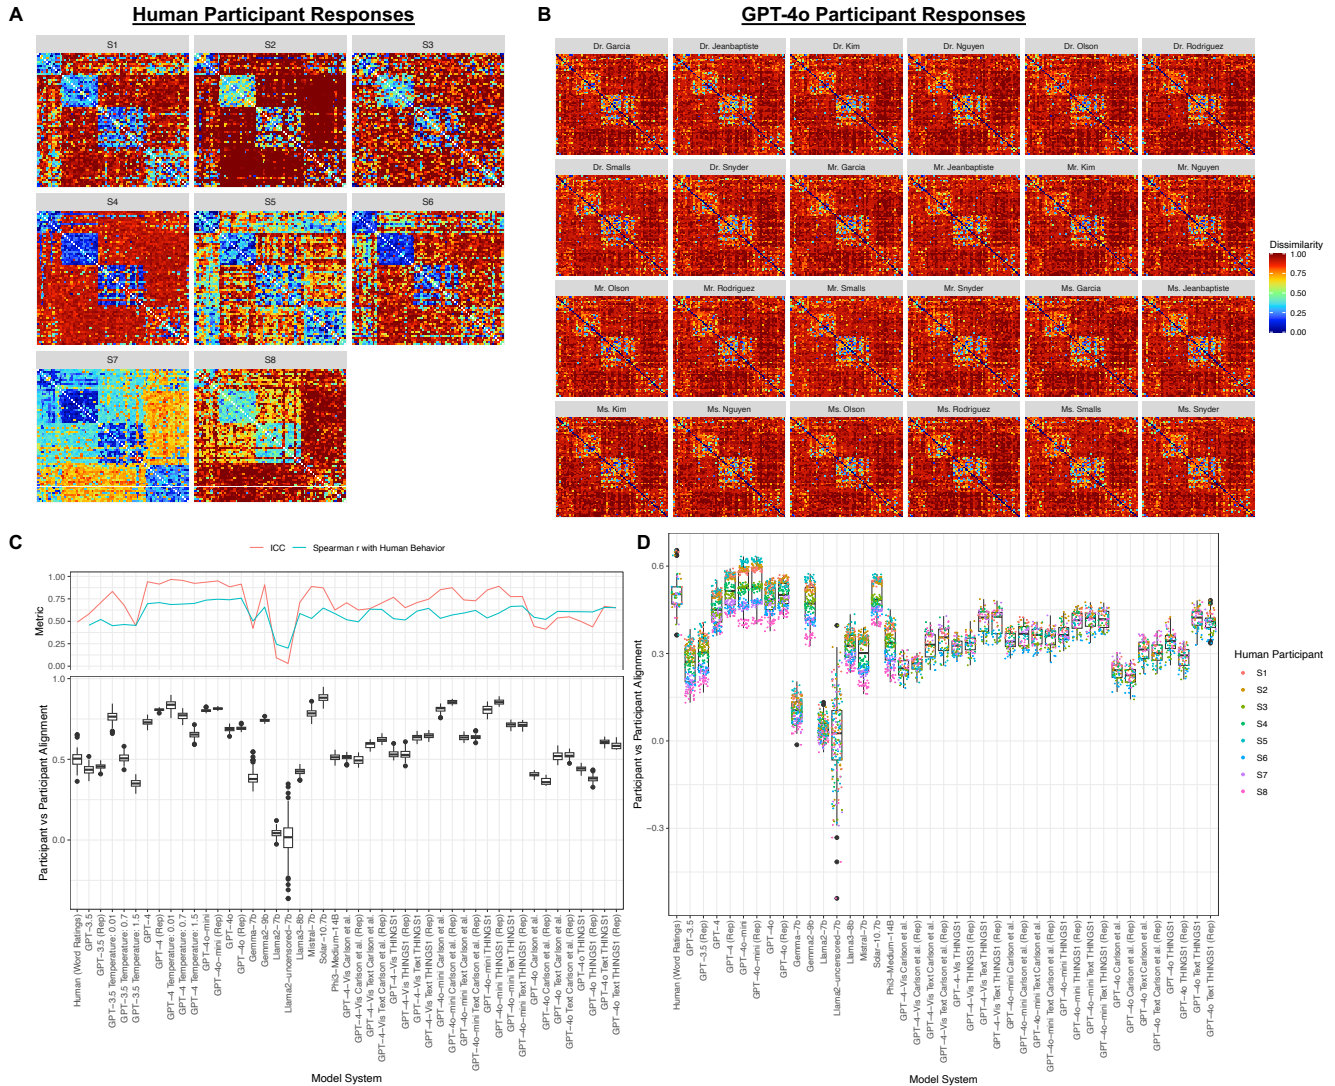 A
Human Participant Responses
S1
S2
S3
S4
S5
S6
S7
S8
B
GPT-4o Participant Responses
Dr. Garcia
Dr. Jeanbaptiste
Dr. Kim
Dr. Nguyen
Dr. Olson
Dr. Rodriguez
Dr. Smalls
Dr. Snyder
Mr. Garcia
Mr. Jeanbaptiste
Mr. Kim
Mr. Nguyen
Mr. Olson
Mr. Rodriguez
Mr. Smalls
Mr. Snyder
Ms. Garcia
Ms. Jeanbaptiste
Ms. Kim
Ms. Nguyen
Ms. Olson
Ms. Rodriguez
Ms. Smalls
Ms. Snyder
Dissimilarity
1.00
0.75
0.50
0.25
0.00
C
ICC
Spearman r with Human Behavior
Metric
1.00
0.75
0.50
0.25
0.00
Participant vs Participant Alignment
1.0
0.5
0.0
Human (Word Ratings)
GPT-3.5
GPT-3.5 (Rep)
GPT-3.5 Temperature: 0.01
GPT-3.5 Temperature: 0.7
GPT-3.5 Temperature: 1.5
GPT-4
GPT-4 (Rep)
GPT-4 Temperature: 0.01
GPT-4 Temperature: 0.7
GPT-4 Temperature: 1.5
GPT-4o-mini
GPT-4o-mini (Rep)
GPT-4o
GPT-4o (Rep)
Gemma-7b
Gemma2-9b
Llama2-7b
Llama2-uncensored-7b
Llama3-8b
Mistral-7b
Solar-10.7b
Phi3-Medium-14B
GPT-4-Vis Carlson et al.
GPT-4-Vis Carlson et al. (Rep)
GPT-4-Vis Text Carlson et al.
GPT-4-Vis Text Carlson et al. (Rep)
GPT-4-Vis THINGS1
GPT-4-Vis THINGS1 (Rep)
GPT-4-Vis Text THINGS1
GPT-4-Vis Text THINGS1 (Rep)
GPT-4o-mini Carlson et al.
GPT-4o-mini Carlson et al. (Rep)
GPT-4o-mini Text Carlson et al.
GPT-4o-mini Text Carlson et al. (Rep)
GPT-4o-mini THINGS1
GPT-4o-mini THINGS1 (Rep)
GPT-4o-mini Text THINGS1
GPT-4o-mini Text THINGS1 (Rep)
GPT-4o Carlson et al.
GPT-4o Carlson et al. (Rep)
GPT-4o Text Carlson et al.
GPT-4o Text Carlson et al. (Rep)
GPT-4o THINGS1
GPT-4o THINGS1 (Rep)
GPT-4o Text THINGS1
GPT-4o Text THINGS1 (Rep)
Model System
D
Participant vs Participant Alignment
0.6
0.3
0.0
-0.3
Human (Word Ratings)
GPT-3.5
GPT-3.5 (Rep)
GPT-4
GPT-4 (Rep)
GPT-4o-mini
GPT-4o-mini (Rep)
GPT-4o
GPT-4o (Rep)
Gemma-7b
Gemma2-9b
Llama2-7b
Llama2-uncensored-7b
Llama3-8b
Mistral-7b
Solar-10.7b
Phi3-Medium-14B
GPT-4-Vis Carlson et al.
GPT-4-Vis Carlson et al. (Rep)
GPT-4-Vis Text Carlson et al.
GPT-4-Vis Text Carlson et al. (Rep)
GPT-4-Vis THINGS1
GPT-4-Vis THINGS1 (Rep)
GPT-4-Vis Text THINGS1
GPT-4-Vis Text THINGS1 (Rep)
GPT-4o-mini Carlson et al.
GPT-4o-mini Carlson et al. (Rep)
GPT-4o-mini Text Carlson et al.
GPT-4o-mini Text Carlson et al. (Rep)
GPT-4o-mini THINGS1
GPT-4o-mini THINGS1 (Rep)
GPT-4o-mini Text THINGS1
GPT-4o-mini Text THINGS1 (Rep)
GPT-4o Carlson et al.
GPT-4o Carlson et al. (Rep)
GPT-4o Text Carlson et al.
GPT-4o Text Carlson et al. (Rep)
GPT-4o THINGS1
GPT-4o THINGS1 (Rep)
GPT-4o Text THINGS1
GPT-4o Text THINGS1 (Rep)
Model System
Human Participant
S1
S2
S3
S4
S5
S6
S7
S8